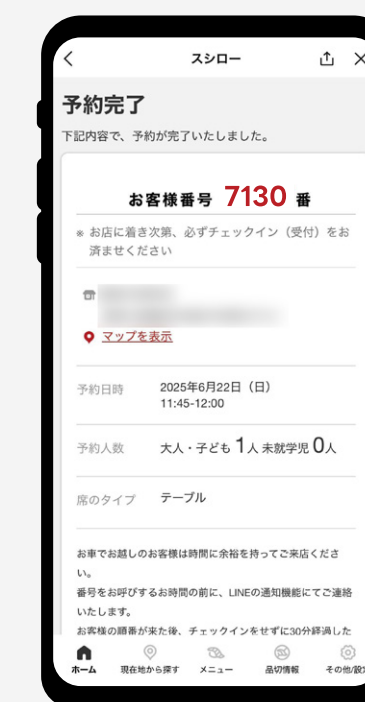 スシロー
予約完了
下記内容で、予約が完了いたしました。
お客様番号 7130 番
※ お店に着き次第、必ずチェックイン（受付）をお
済ませください
マップを表示
予約日時 2025年6月22日（日）
11:45-12:00
予約人数 大人・子ども 1人 未就学児 0人
席のタイプ テーブル
お車でお越しのお客様は時間に余裕を持ってご来店くださ
い。
番号をお呼びするお時間の前に、LINEの通知機能にてご連絡
いたします。
お客様の順番が来た後、チェックインをせずに30分経過した
ホーム 現在地から探す メニュー 品切情報 その他/設